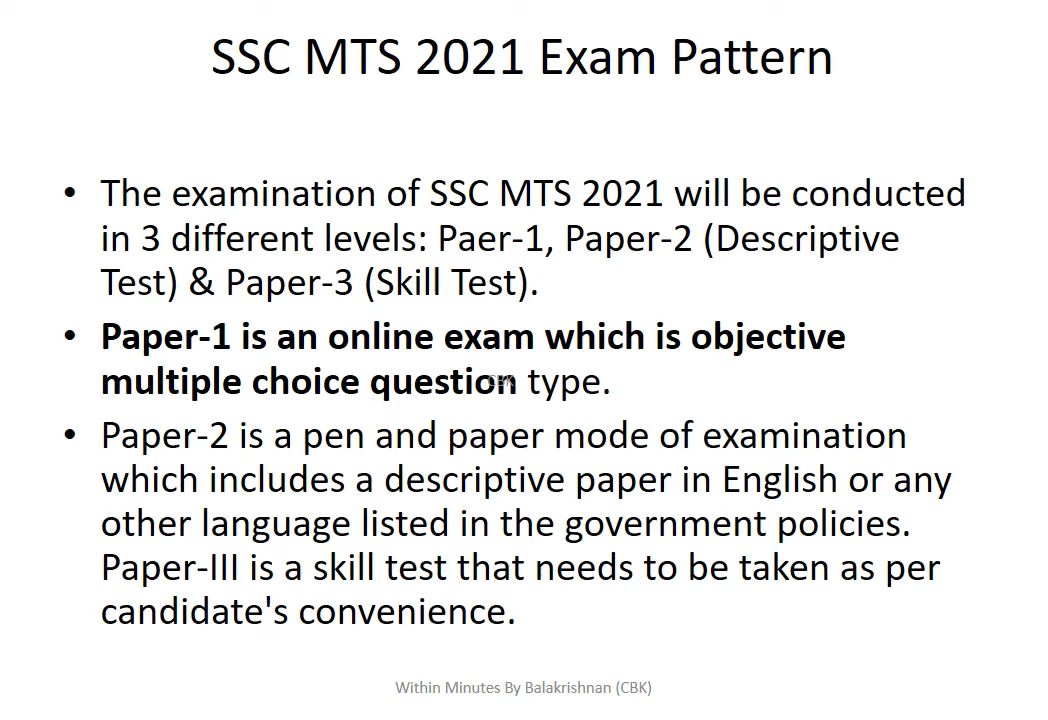 SSC MTS 2021 Exam Pattern
• The examination of SSC MTS 2021 will be conducted
in 3 different levels: Paer-1, Paper-2 (Descriptive
Test) & Paper-3 (Skill Test).
• Paper-1 is an online exam which is objective
multiple choice question type.
CBK
• Paper-2 is a pen and paper mode of examination
which includes a descriptive paper in English or any
other language listed in the government policies.
Paper-III is a skill test that needs to be taken as per
candidate's convenience.
Within Minutes By Balakrishnan (CBK)